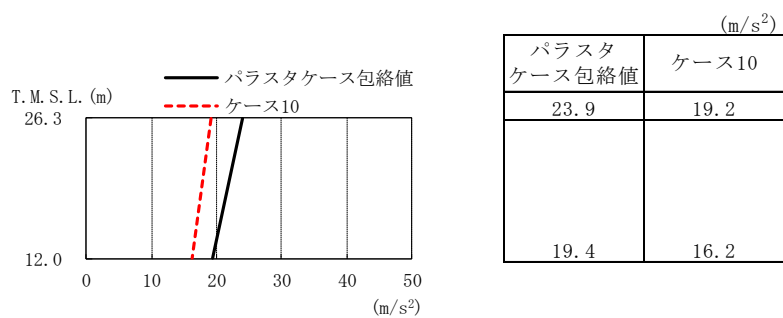 パラスタケース包絡値
ケース10
T.M.S.L.(m)
26.3
12.0
0 10 20 30 40 50
(m/s²)
(m/s²)
パラスタ ケース10
ケース包絡値
23.9 19.2
19.4 16.2